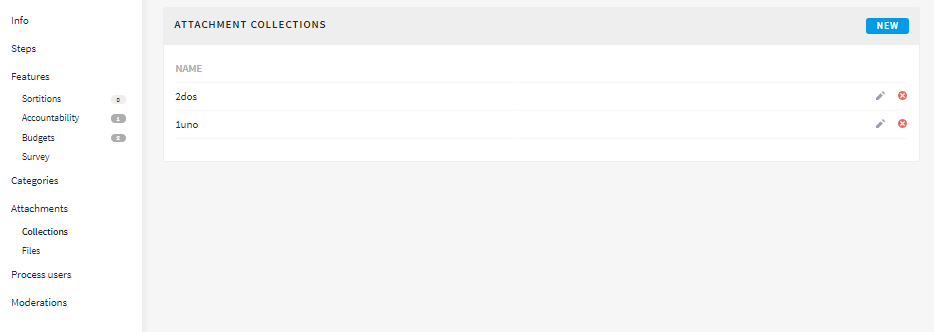 Info
Steps
Features
Sortitions 0
Accountability 1
Budgets 2
Survey
Categories
Attachments
Collections
Files
Process users
Moderations
ATTACHMENT COLLECTIONS
NEW
NAME
2dos
1uno